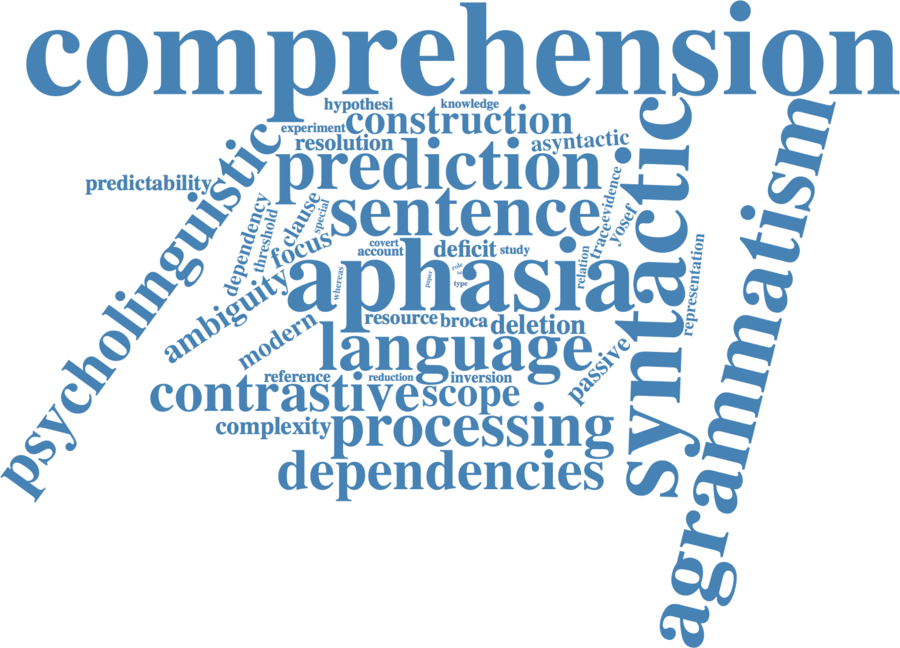 comprehension
hypothesi
knowledge
experiment
construction
resolution
asyntactic
prediction
predictability
psycholinguistic
sentence
syntactic
agrammatism
dependency
threshold
clause
special
focus
evidence
trace
yosef
covert
account
deficit
study
relation
representation
aphasia
whereas
paper
role
type
ambiguity
modern
resource
broca
deletion
language
passive
reference
reduction
inversion
contrastive
scope
complexity
processing
dependencies